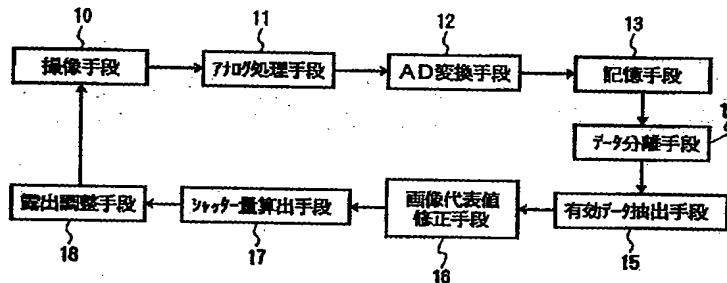 10
11
12
13
撮像手段
アナログ処理手段
AD変換手段
記憶手段
データ分離手段
露出調整手段
シャッター量算出手段
画像代表値
修正手段
有効データ抽出手段
18
17
16
15